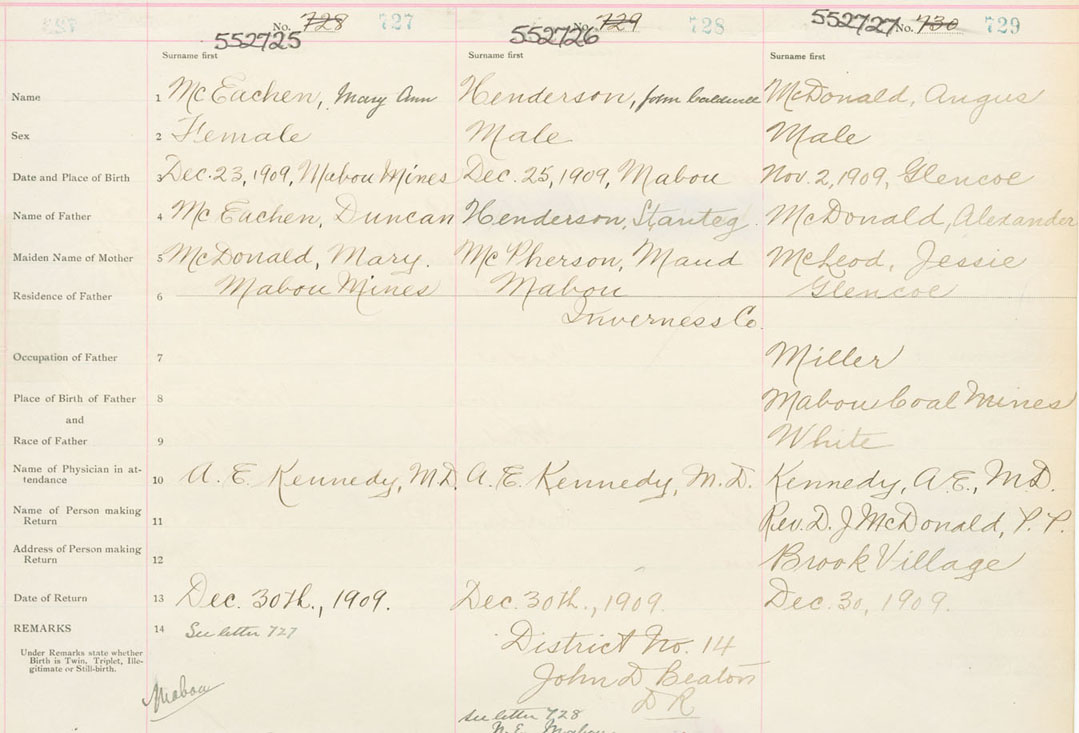 No. 728 727 No. 729 728 No. 730 729
552725 552726 552727
Surname first Surname first Surname first
Name 1 McEachen, Mary Ann Henderson, John Caldwell McDonald, Angus
Sex 2 Female Male Male
Date and Place of Birth 3 Dec. 23, 1909, Mabou Mines Dec. 25, 1909, Mabou Nov. 2, 1909, Glencoe
Name of Father 4 McEachen, Duncan Henderson, McDonald, Alexander
Maiden Name of Mother 5 McDonald, Mary. McPherson, Maud McLeod, Jessie
Residence of Father 6 Mabou Mines Mabou Glencoe
Inverness Co.
Occupation of Father 7 Miller
Place of Birth of Father 8 Mabou Coal Mines
and
Race of Father 9 White
Name of Physician in at-
tendance 10 A. E. Kennedy, M.D. A. E. Kennedy, M.D. Kennedy, A.E., M.D.
Name of Person making
Return 11 Rev. D. J. McDonald, P. P.
Address of Person making
Return 12 Brook Village
Date of Return 13 Dec. 30th., 1909. Dec. 30th., 1909. Dec. 30, 1909.
REMARKS 14 See letter 727 District No. 14
Under Remarks state whether
Birth is Twin, Triplet, Ille-
gitimate or Still-birth.
John D Beaton
D R
Mabou
See letter 728
N.E. Mabou